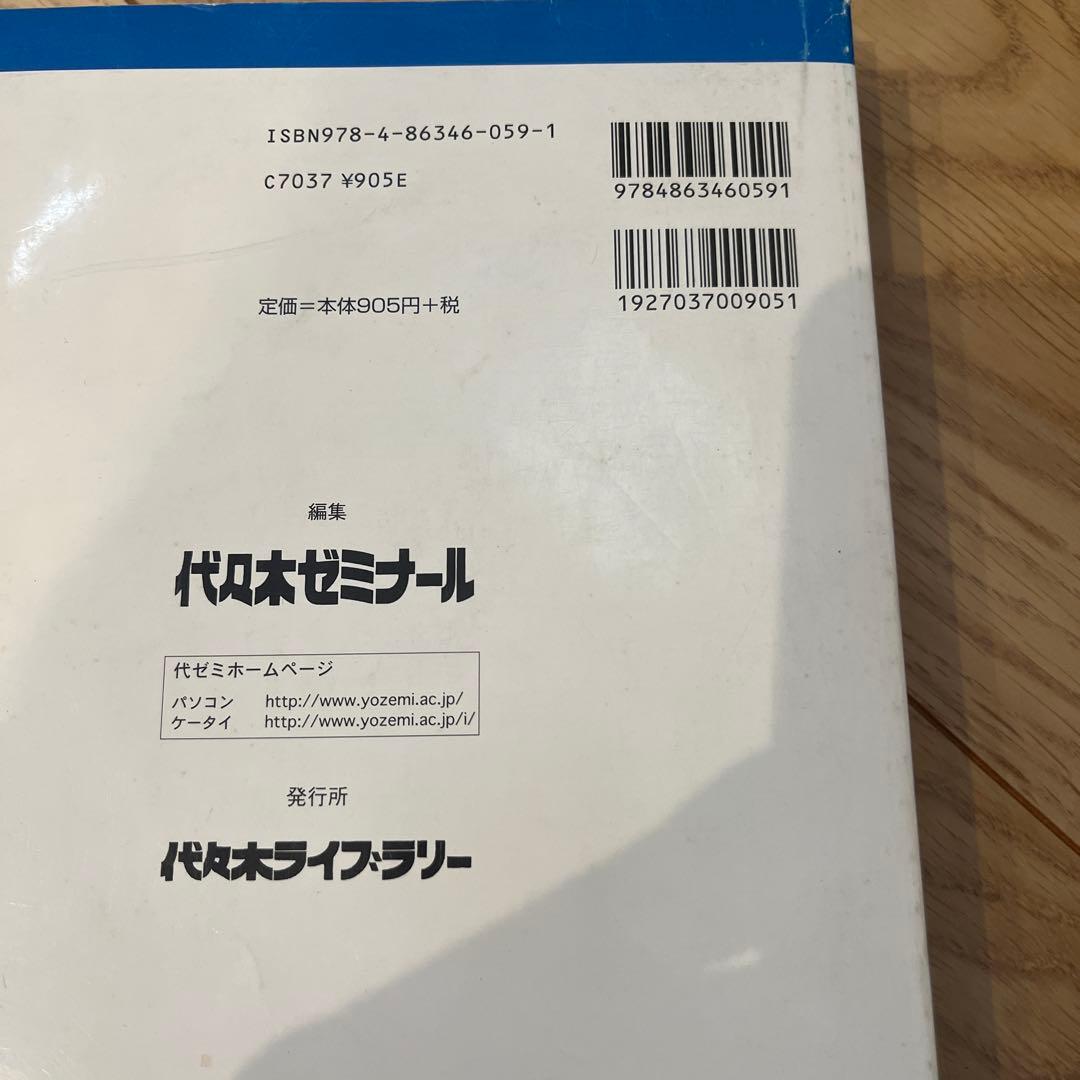 ISBN978-4-86346-059-1
C7037 ¥905E
9784863460591
1927037009051
定価=本体905円+税
編集
代々木ゼミナール
代ゼミホームページ
パソコン http://www.yozemi.ac.jp/
ケータイ http://www.yozemi.ac.jp/i/
発行所
代々木ライブラリー